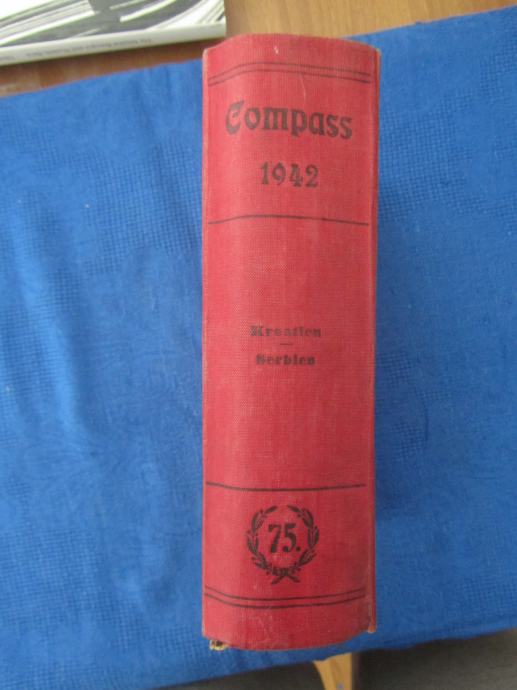 Compass
1942
Kroatien
Serbien
75.